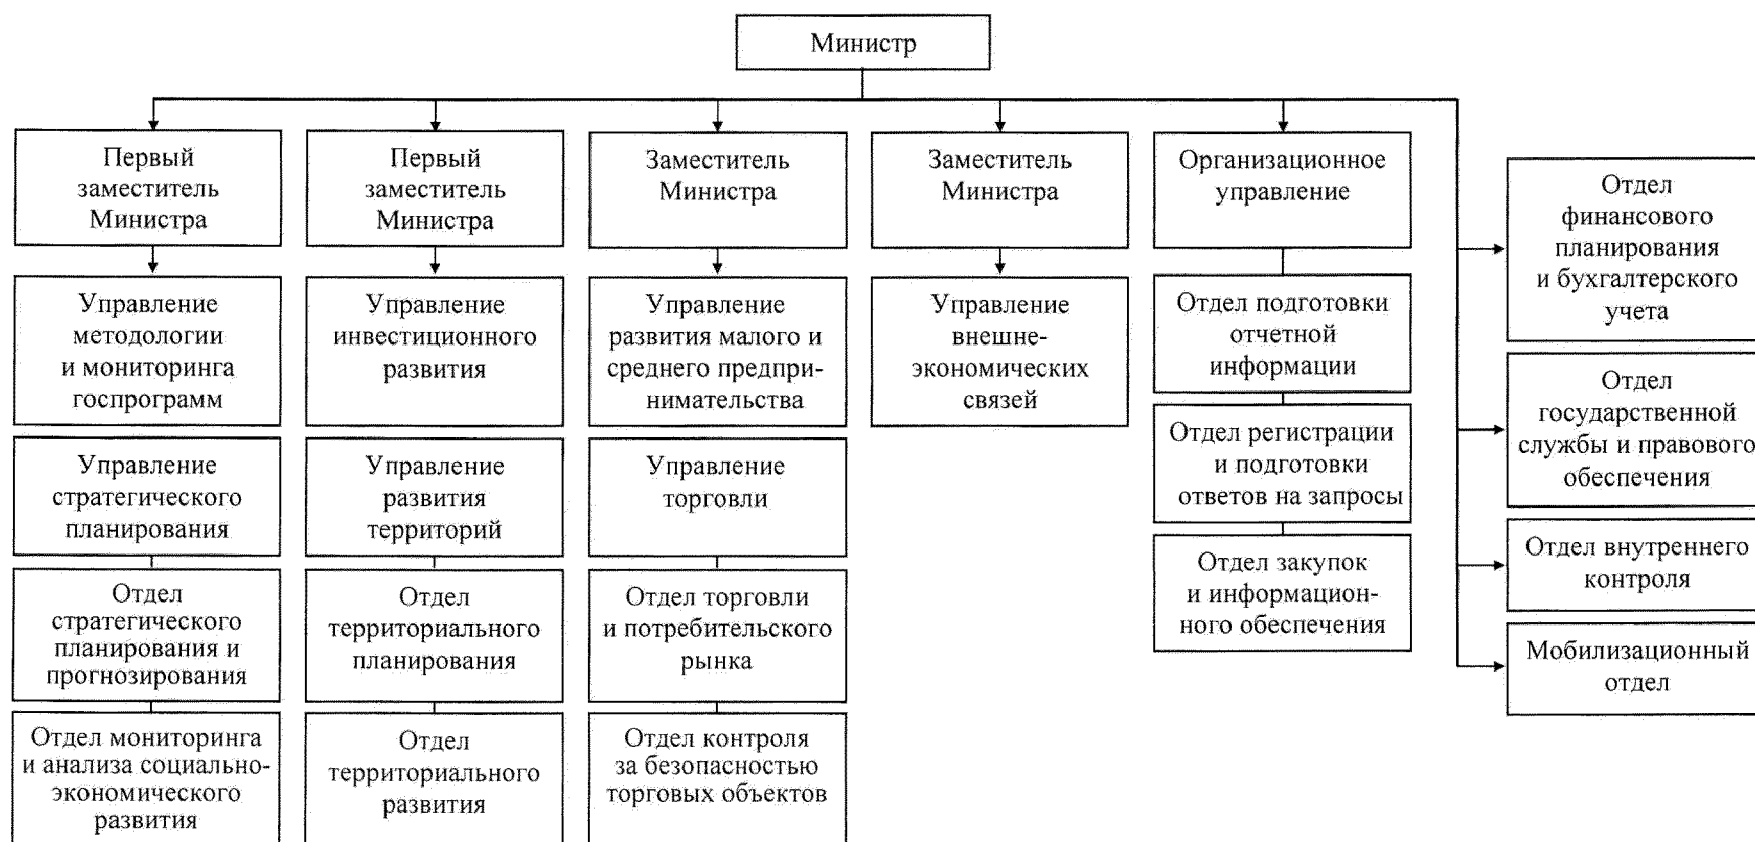 Министр
Первый
заместитель
Министра
Первый
заместитель
Министра
Заместитель
Министра
Заместитель
Министра
Организационное
управление
Отдел
финансового
планирования
и бухгалтерского
учета
Управление
методологии
и мониторинга
госпрограмм
Управление
инвестиционного
развития
Управление
развития малого и
среднего предпри-
нимательства
Управление
внешне-
экономических
связей
Отдел подготовки
отчетной
информации
Отдел
государственной
службы и правового
обеспечения
Управление
стратегического
планирования
Управление
развития
территорий
Управление
торговли
Отдел регистрации
и подготовки
ответов на запросы
Отдел внутреннего
контроля
Отдел
стратегического
планирования и
прогнозирования
Отдел
территориального
планирования
Отдел торговли
и потребительского
рынка
Отдел закупок
и информацион-
ного обеспечения
Мобилизационный
отдел
Отдел мониторинга
и анализа социально-
экономического
развития
Отдел
территориального
развития
Отдел контроля
за безопасностью
торговых объектов